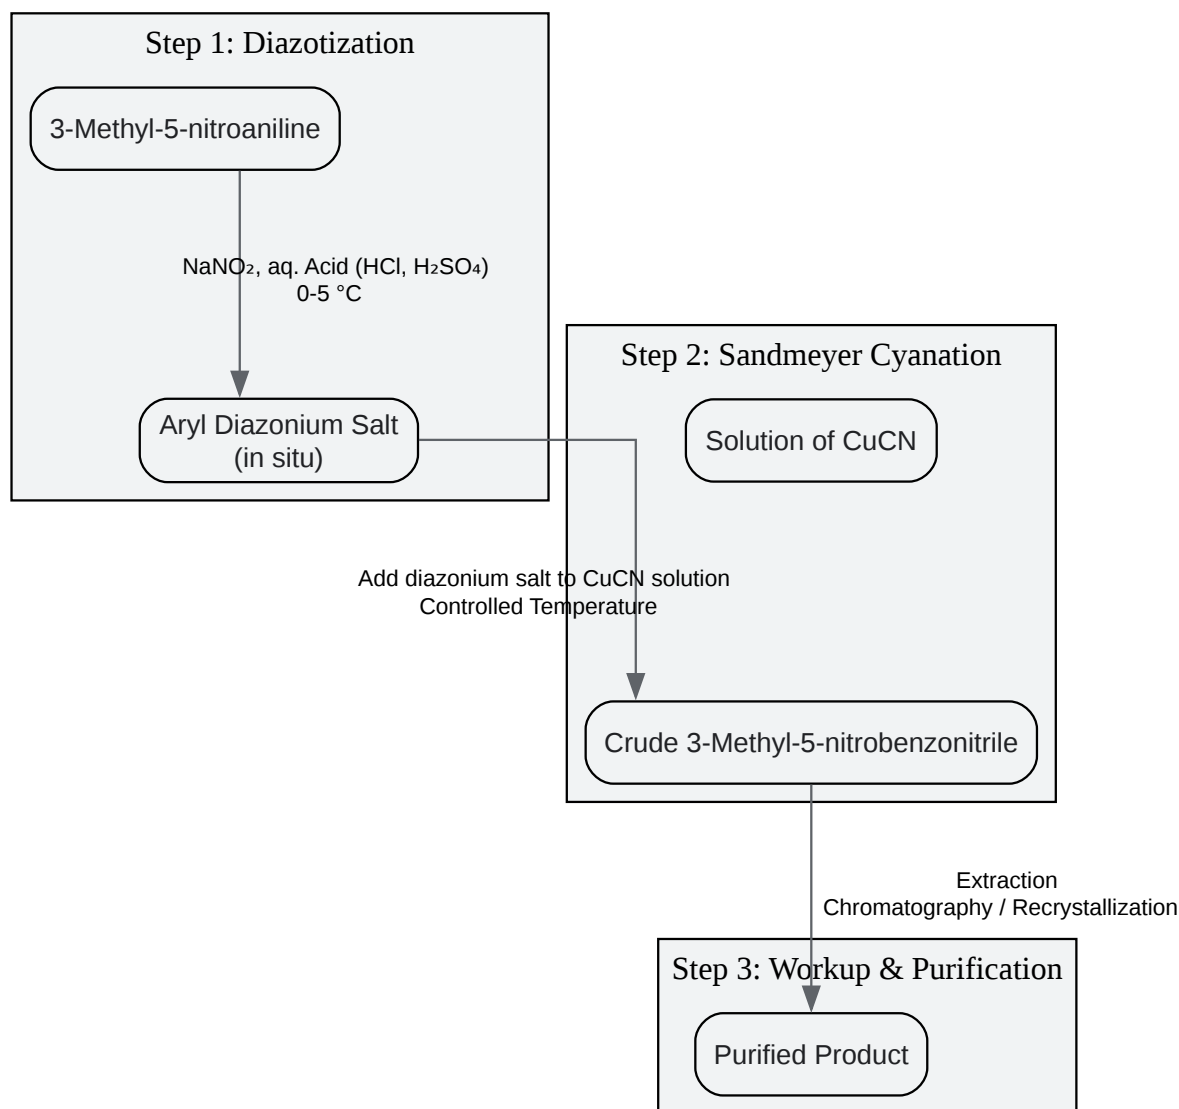 Step 1: Diazotization
3-Methyl-5-nitroaniline
NaNO₂, aq. Acid (HCl, H₂SO₄)
0-5 °C
Aryl Diazonium Salt
(in situ)
Step 2: Sandmeyer Cyanation
Solution of CuCN
Add diazonium salt to CuCN solution
Controlled Temperature
Crude 3-Methyl-5-nitrobenzonitrile
Extraction
Chromatography / Recrystallization
Step 3: Workup & Purification
Purified Product